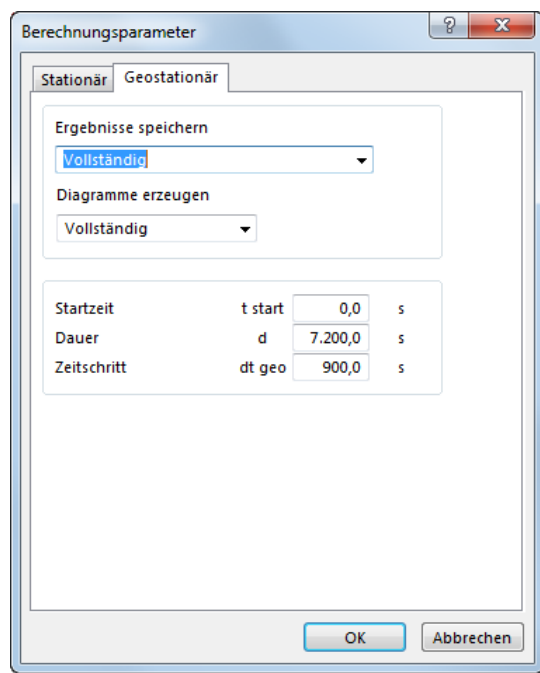 Berechnungsparameter
Stationär Geostationär
Ergebnisse speichern
Vollständig
Diagramme erzeugen
Vollständig
Startzeit t start 0,0 s
Dauer d 7.200,0 s
Zeitschritt dt geo 900,0 s
OK Abbrechen